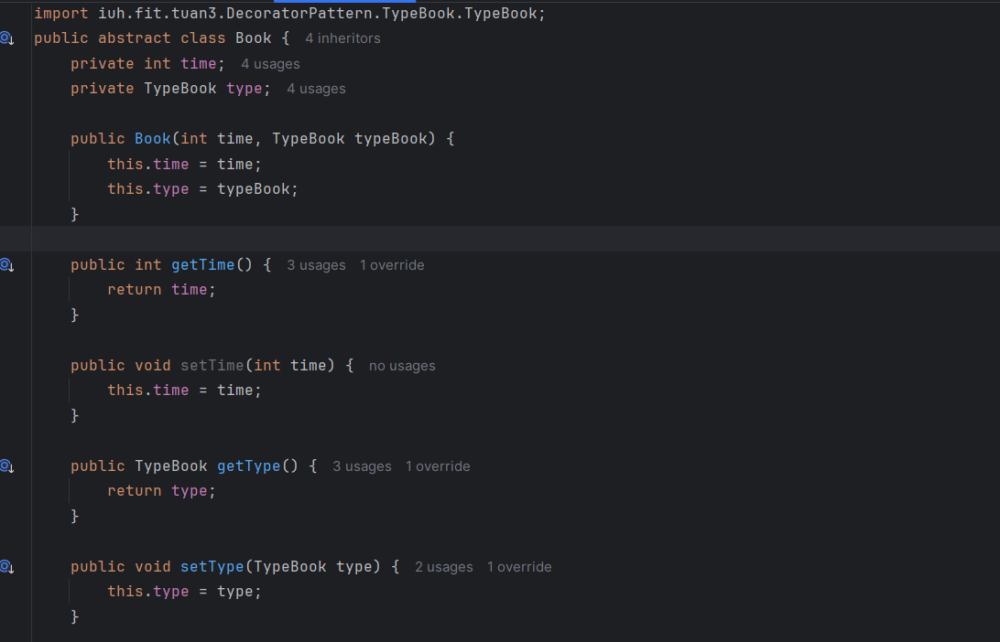 import iuh.fit.tuan3.DecoratorPattern.TypeBook.TypeBook;
public abstract class Book {  4 inheritors
    private int time;  4 usages
    private TypeBook type;  4 usages

    public Book(int time, TypeBook typeBook) {
        this.time = time;
        this.type = typeBook;
    }

    public int getTime() {  3 usages  1 override
        return time;
    }

    public void setTime(int time) {  no usages
        this.time = time;
    }

    public TypeBook getType() {  3 usages  1 override
        return type;
    }

    public void setType(TypeBook type) {  2 usages  1 override
        this.type = type;
    }